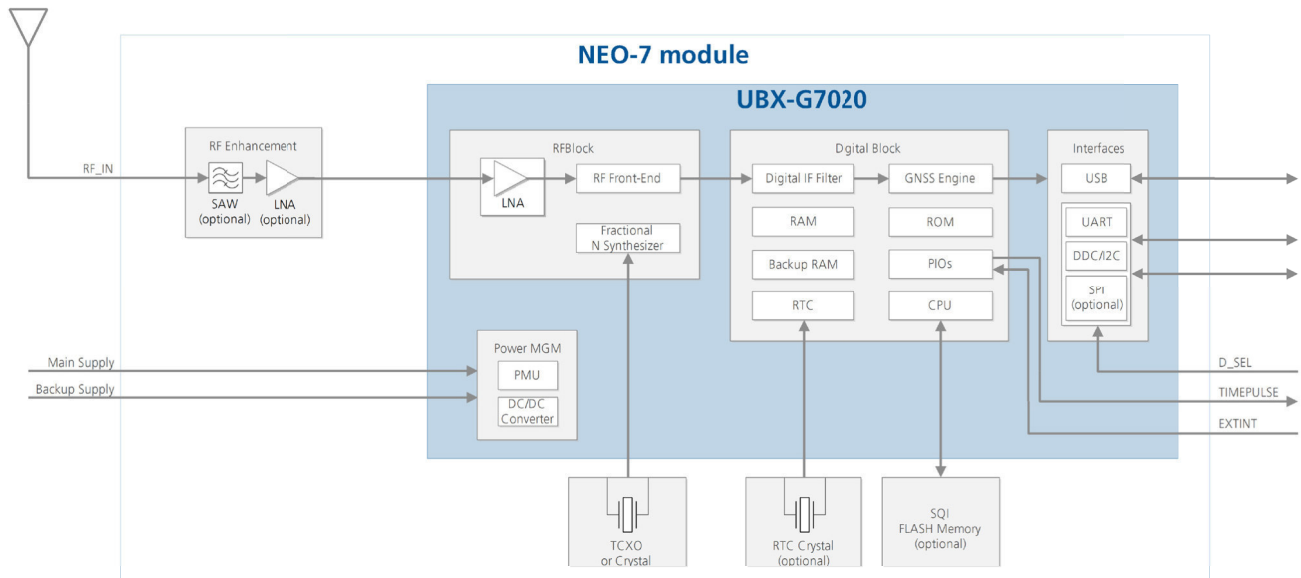 NEO-7 module
UBX-G7020
RF_IN
RF Enhancement
SAW
(optional)
LNA
(optional)
RFBlock
LNA
RF Front-End
Fractional
N Synthesizer
Dgital Block
Digital IF Filter
GNSS Engine
RAM
ROM
Backup RAM
PIOs
RTC
CPU
Interfaces
USB
UART
DDC/I2C
SPI
(optional)
Main Supply
Backup Supply
Power MGM
PMU
DC/DC
Converter
D_SEL
TIMEPULSE
EXTINT
TCXO
or Crystal
RTC Crystal
(optional)
SQI
FLASH Memory
(optional)